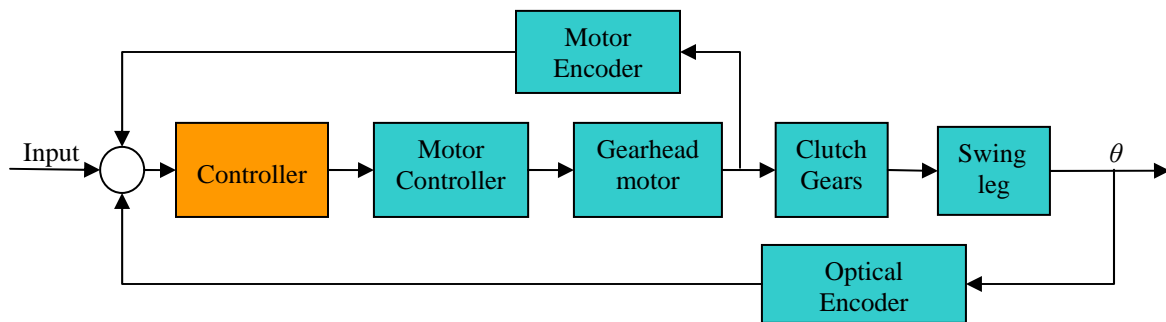 Motor
Encoder
Input
Controller
Motor
Controller
Gearhead
motor
Clutch
Gears
Swing
leg
θ
Optical
Encoder